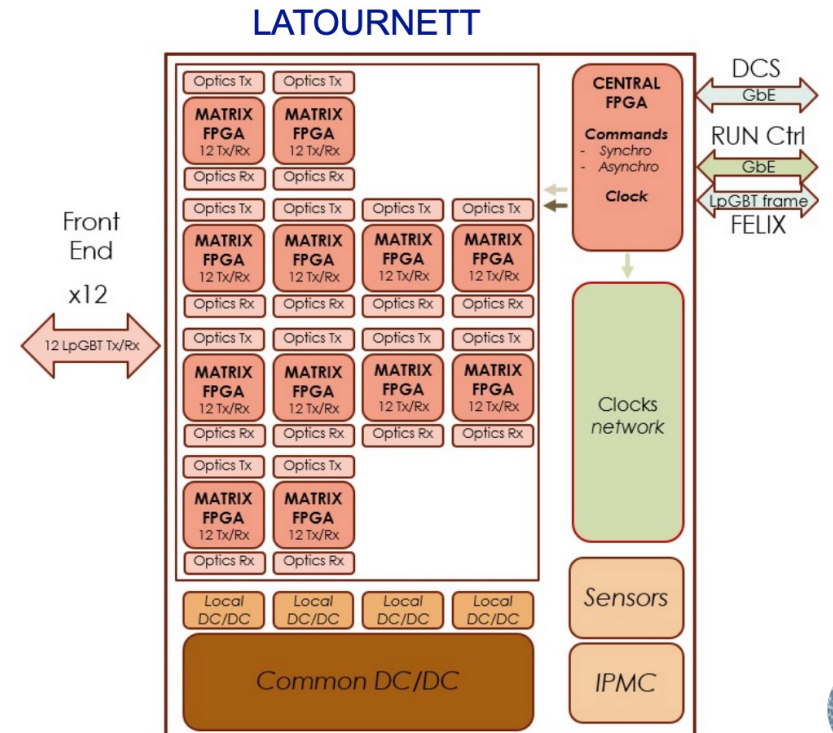 LATOURNETT
Front
End
x12
12 LpGBT Tx/Rx
Optics Tx Optics Tx
MATRIX MATRIX
FPGA FPGA
12 Tx/Rx 12 Tx/Rx
Optics Rx Optics Rx
Optics Tx Optics Tx Optics Tx Optics Tx
MATRIX MATRIX MATRIX MATRIX
FPGA FPGA FPGA FPGA
12 Tx/Rx 12 Tx/Rx 12 Tx/Rx 12 Tx/Rx
Optics Rx Optics Rx Optics Rx Optics Rx
Optics Tx Optics Tx Optics Tx Optics Tx
MATRIX MATRIX MATRIX MATRIX
FPGA FPGA FPGA FPGA
12 Tx/Rx 12 Tx/Rx 12 Tx/Rx 12 Tx/Rx
Optics Rx Optics Rx Optics Rx Optics Rx
Optics Tx Optics Tx
MATRIX MATRIX
FPGA FPGA
12 Tx/Rx 12 Tx/Rx
Optics Rx Optics Rx
Local Local Local Local
DC/DC DC/DC DC/DC DC/DC
Common DC/DC
CENTRAL
FPGA
Commands
- Synchro
- Asynchro
Clock
Clocks
network
Sensors
IPMC
DCS
GbE
RUN Ctrl
GbE
LpGBT frame
FELIX